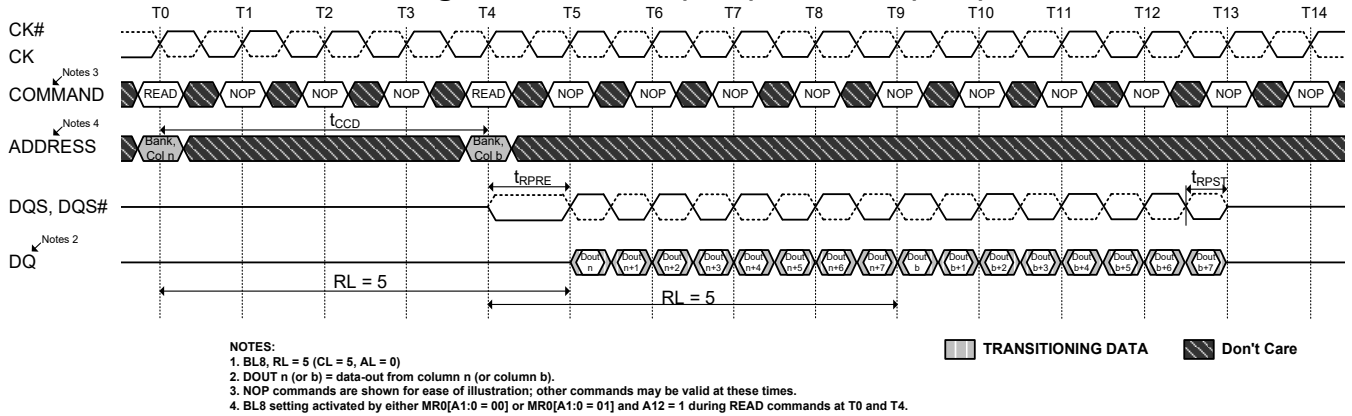 T0 T1 T2 T3 T4 T5 T6 T7 T8 T9 T10 T11 T12 T13 T14
CK#
CK
Notes 3
COMMAND READ NOP NOP NOP READ NOP NOP NOP NOP NOP NOP NOP NOP NOP NOP
Notes 4
tCCD
ADDRESS Bank, Col n Bank, Col b
tRPRE tRPST
DQS, DQS#
Notes 2
DQ Dout n Dout n+1 Dout n+2 Dout n+3 Dout n+4 Dout n+5 Dout n+6 Dout n+7 Dout b Dout b+1 Dout b+2 Dout b+3 Dout b+4 Dout b+5 Dout b+6 Dout b+7
RL = 5
RL = 5
TRANSITIONING DATA Don't Care
NOTES:
1. BL8, RL = 5 (CL = 5, AL = 0)
2. DOUT n (or b) = data-out from column n (or column b).
3. NOP commands are shown for ease of illustration; other commands may be valid at these times.
4. BL8 setting activated by either MR0[A1:0 = 00] or MR0[A1:0 = 01] and A12 = 1 during READ commands at T0 and T4.